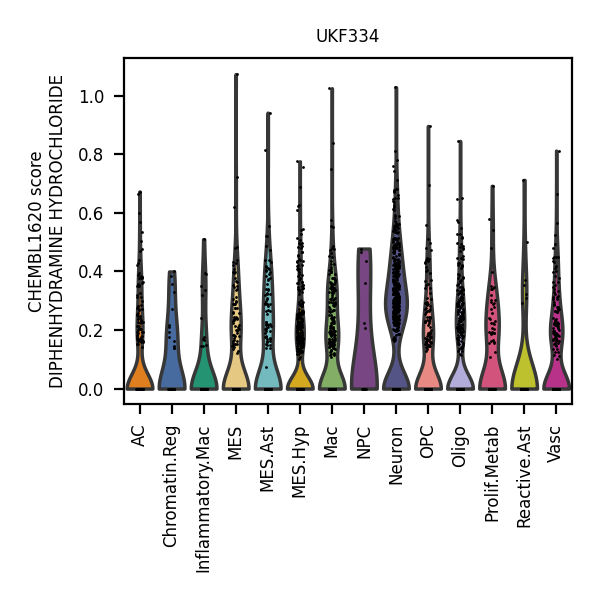 UKF334
CHEMBL1620 score
DIPHENHYDRAMINE HYDROCHLORIDE
1.0
0.8
0.6
0.4
0.2
0.0
AC
Chromatin.Reg
Inflammatory.Mac
MES
MES.Ast
MES.Hyp
Mac
NPC
Neuron
OPC
Oligo
Prolif.Metab
Reactive.Ast
Vasc